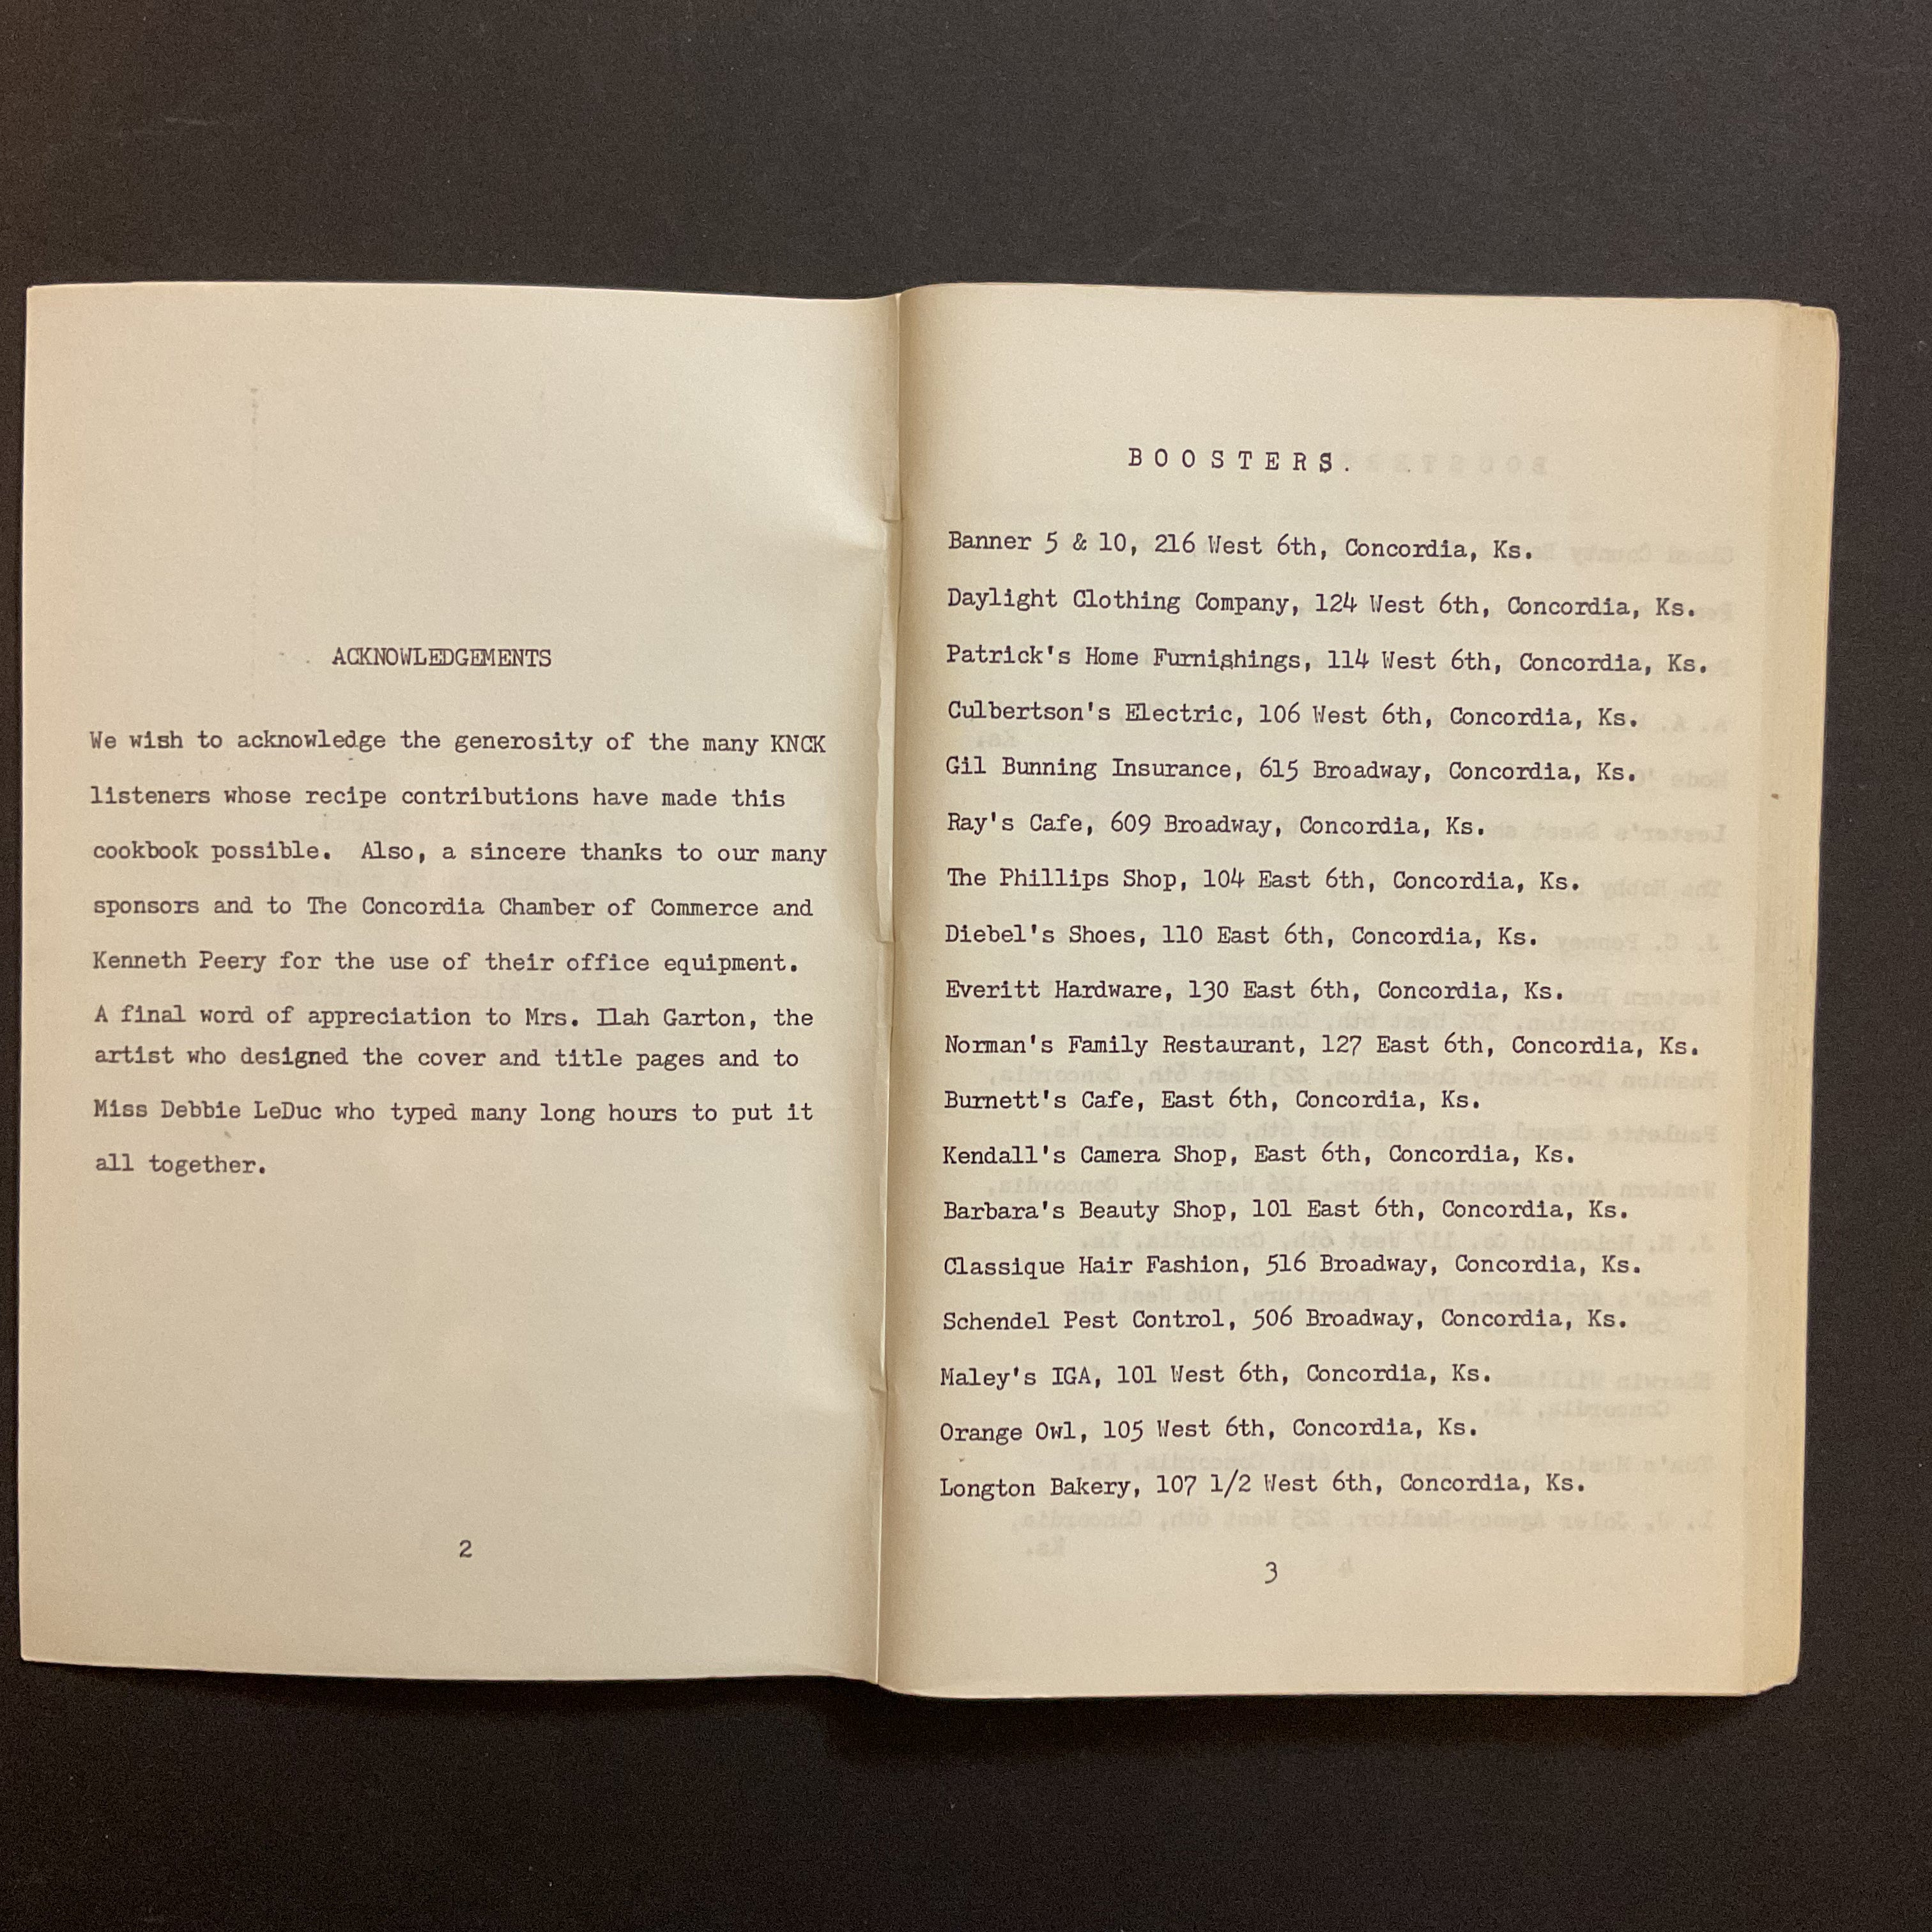 ACKNOWLEDGEMENTS
We wish to acknowledge the generosity of the many KNCK
listeners whose recipe contributions have made this
cookbook possible. Also, a sincere thanks to our many
sponsors and to The Concordia Chamber of Commerce and
Kenneth Peery for the use of their office equipment.
A final word of appreciation to Mrs. Ilah Garton, the
artist who designed the cover and title pages and to
Miss Debbie LeDuc who typed many long hours to put it
all together.
2
BOOSTERS.
Banner 5 & 10, 216 West 6th, Concordia, Ks.
Daylight Clothing Company, 124 West 6th, Concordia, Ks.
Patrick's Home Furnishings, 114 West 6th, Concordia, Ks.
Culbertson's Electric, 106 West 6th, Concordia, Ks.
Gil Bunning Insurance, 615 Broadway, Concordia, Ks.
Ray's Cafe, 609 Broadway, Concordia, Ks.
The Phillips Shop, 104 East 6th, Concordia, Ks.
Diebel's Shoes, 110 East 6th, Concordia, Ks.
Everitt Hardware, 130 East 6th, Concordia, Ks.
Norman's Family Restaurant, 127 East 6th, Concordia, Ks.
Burnett's Cafe, East 6th, Concordia, Ks.
Kendall's Camera Shop, East 6th, Concordia, Ks.
Barbara's Beauty Shop, 101 East 6th, Concordia, Ks.
Classique Hair Fashion, 516 Broadway, Concordia, Ks.
Schendel Pest Control, 506 Broadway, Concordia, Ks.
Maley's IGA, 101 West 6th, Concordia, Ks.
Orange Owl, 105 West 6th, Concordia, Ks.
Longton Bakery, 107 1/2 West 6th, Concordia, Ks.
3